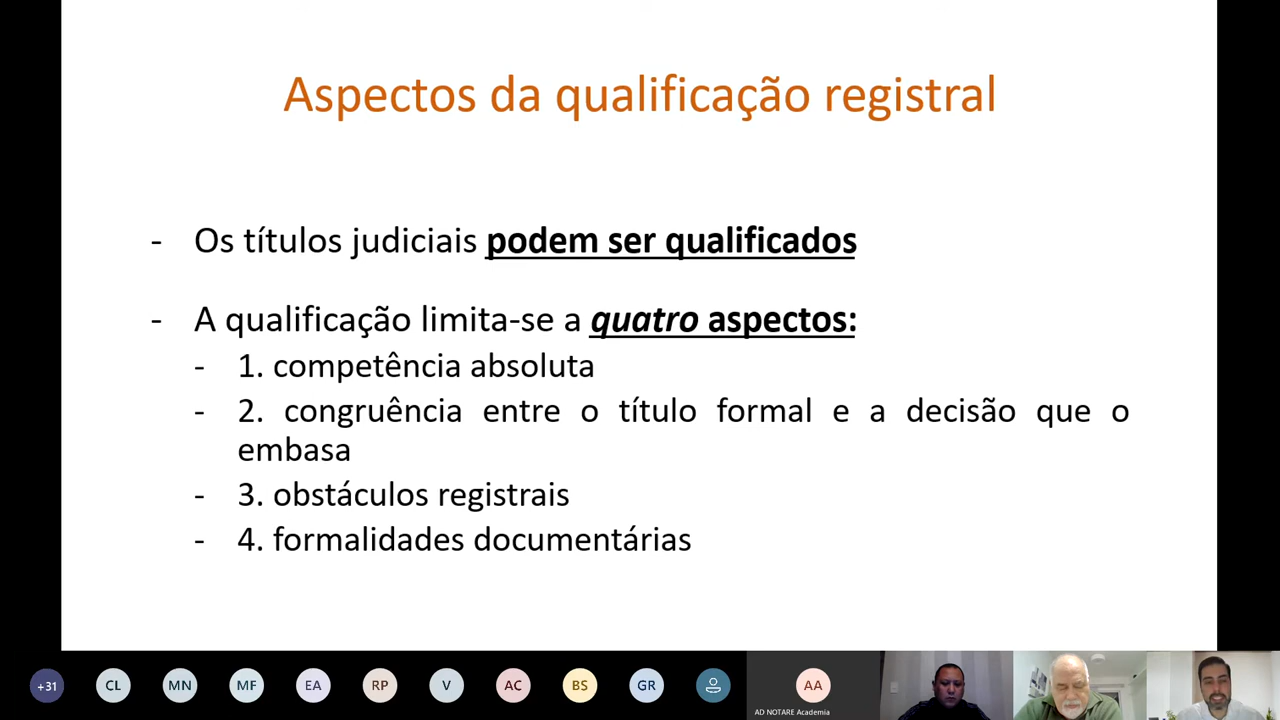 Aspectos da qualificação registral
- Os títulos judiciais podem ser qualificados
- A qualificação limita-se a quatro aspectos:
- 1. competência absoluta
- 2. congruência entre o título formal e a decisão que o
embasa
- 3. obstáculos registrais
- 4. formalidades documentárias
+31 CL MN MF EA RP V AC BS GR AA
AD NOTARE Academia